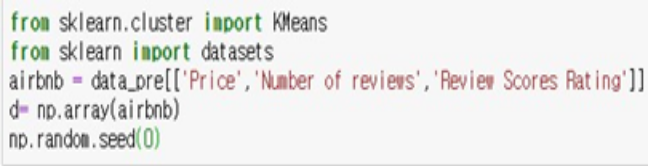 from sklearn.cluster import KMeans
from sklearn import datasets
airbnb = data_pre[['Price','Number of reviews','Review Scores Rating']]
d= np.array(airbnb)
np.random.seed(0)